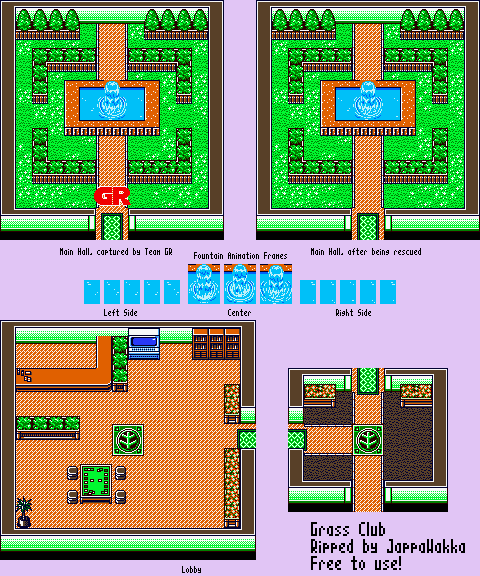 GR
Main Hall, captured by Team GR
Main Hall, after being rescued
Fountain Animation Frames
Left Side
Center
Right Side
Lobby
Grass Club
Ripped by JappaWakka
Free to use!